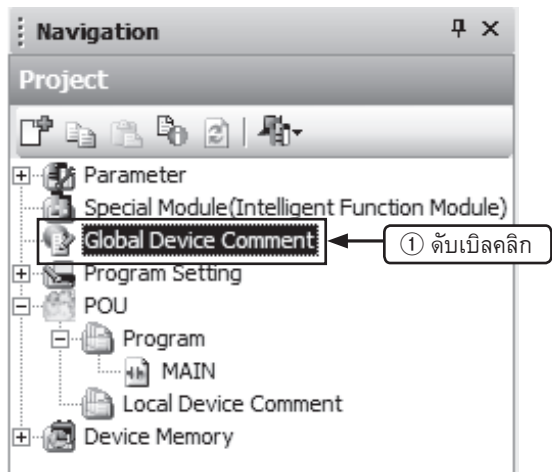 Navigation
Project
Parameter
Special Module(Intelligent Function Module)
Global Device Comment
① ดับเบิลคลิก
Program Setting
POU
Program
MAIN
Local Device Comment
Device Memory